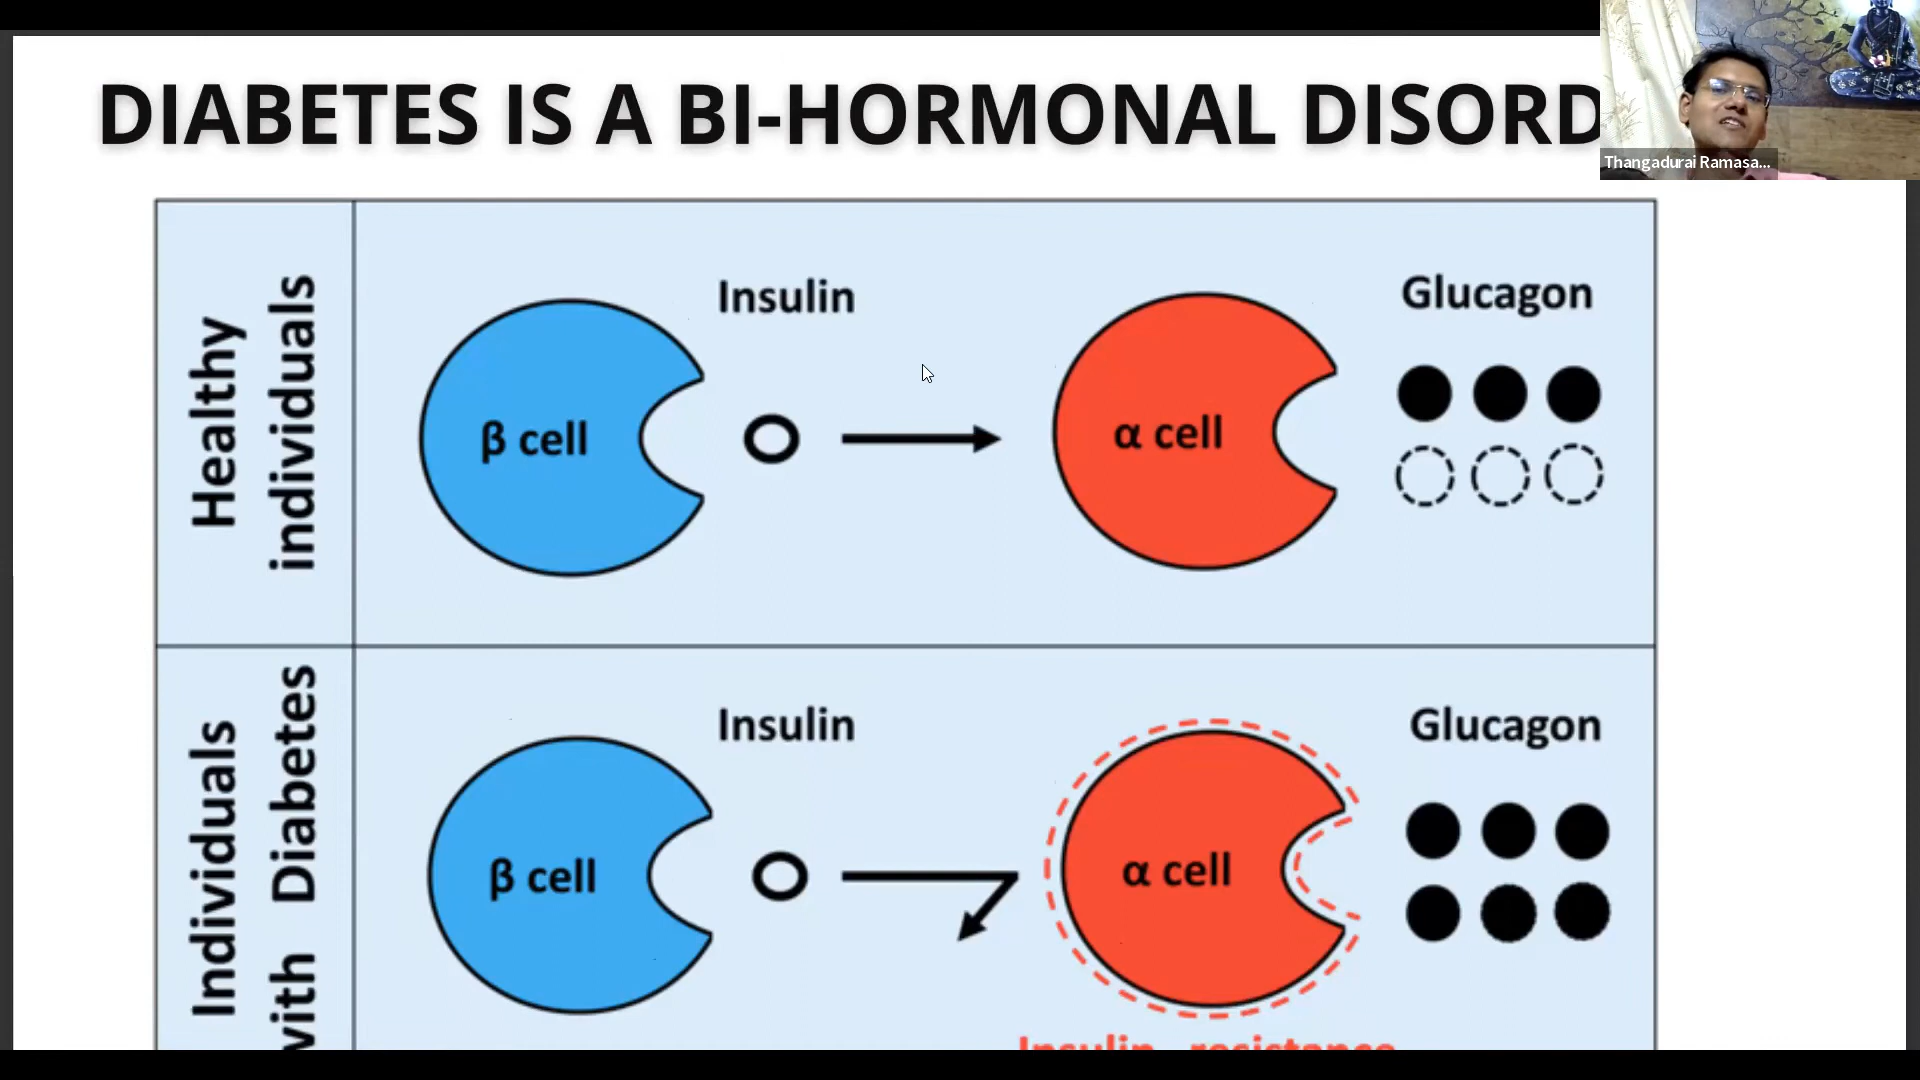 DIABETES IS A BI-HORMONAL DISORD
Thangadurai Ramasa...
Healthy
individuals
Insulin
Glucagon
β cell
α cell
Individuals
with Diabetes
Insulin
Glucagon
β cell
α cell
Insulin resistance